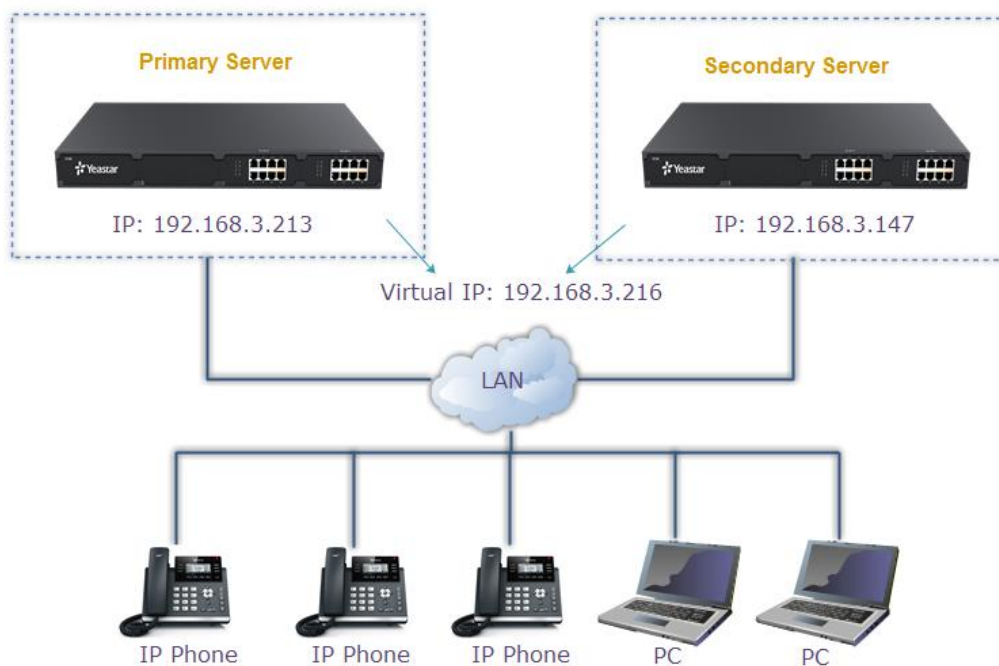 Primary Server
Secondary Server
Yeastar
Yeastar
IP: 192.168.3.213
IP: 192.168.3.147
Virtual IP: 192.168.3.216
LAN
IP Phone
IP Phone
IP Phone
PC
PC